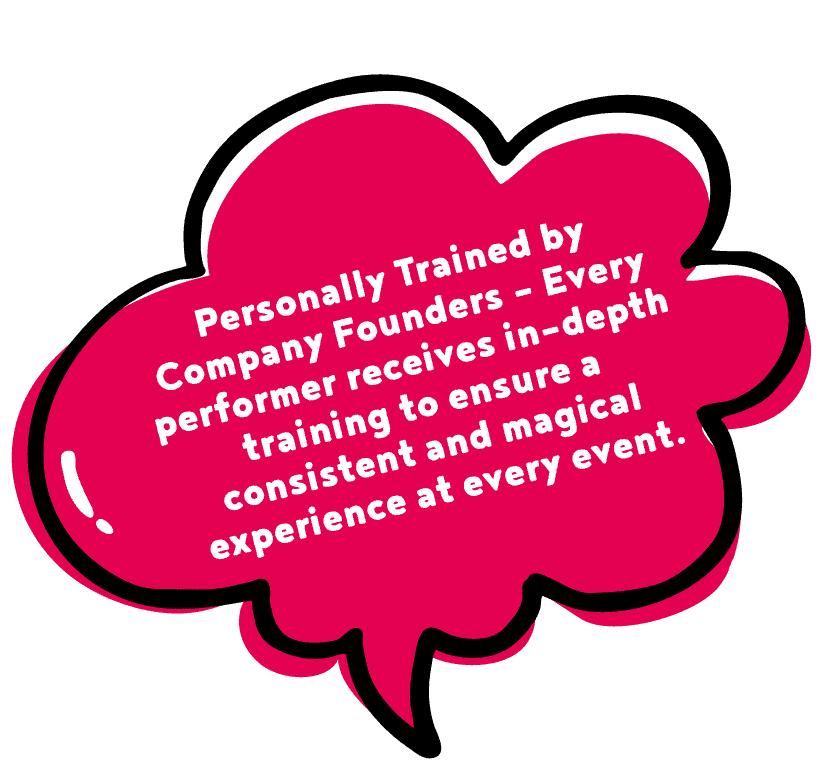 Personally Trained by
Company Founders - Every
performer receives in-depth
training to ensure a
consistent and magical
experience at every event.